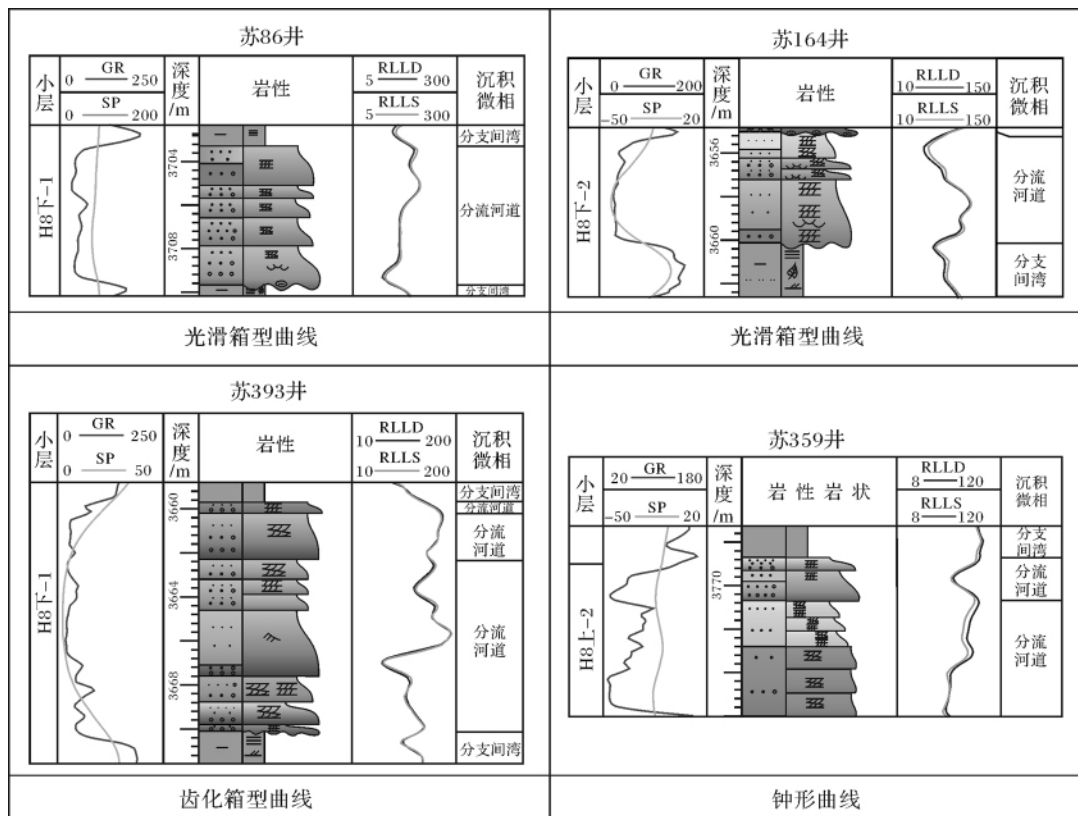 苏86井
小层
GR
0 250
SP
0 200
深度/m
岩性
RLLD
5 300
RLLS
5 300
沉积微相
H8下-1
3704
3708
分支间湾
分流河道
分支间湾
光滑箱型曲线
苏164井
小层
GR
0 200
SP
-50 20
深度/m
岩性
RLLD
10 150
RLLS
10 150
沉积微相
H8下-2
3656
3660
分流河道
分支间湾
光滑箱型曲线
苏393井
小层
GR
0 250
SP
0 50
深度/m
岩性
RLLD
10 200
RLLS
10 200
沉积微相
H8下-1
3660
3664
3668
分支间湾
分流河道
分流河道
分流河道
分支间湾
齿化箱型曲线
苏359井
小层
GR
20 180
SP
-50 20
深度/m
岩性岩状
RLLD
8 120
RLLS
8 120
沉积微相
H8上-2
3770
分支间湾
分流河道
分流河道
钟形曲线